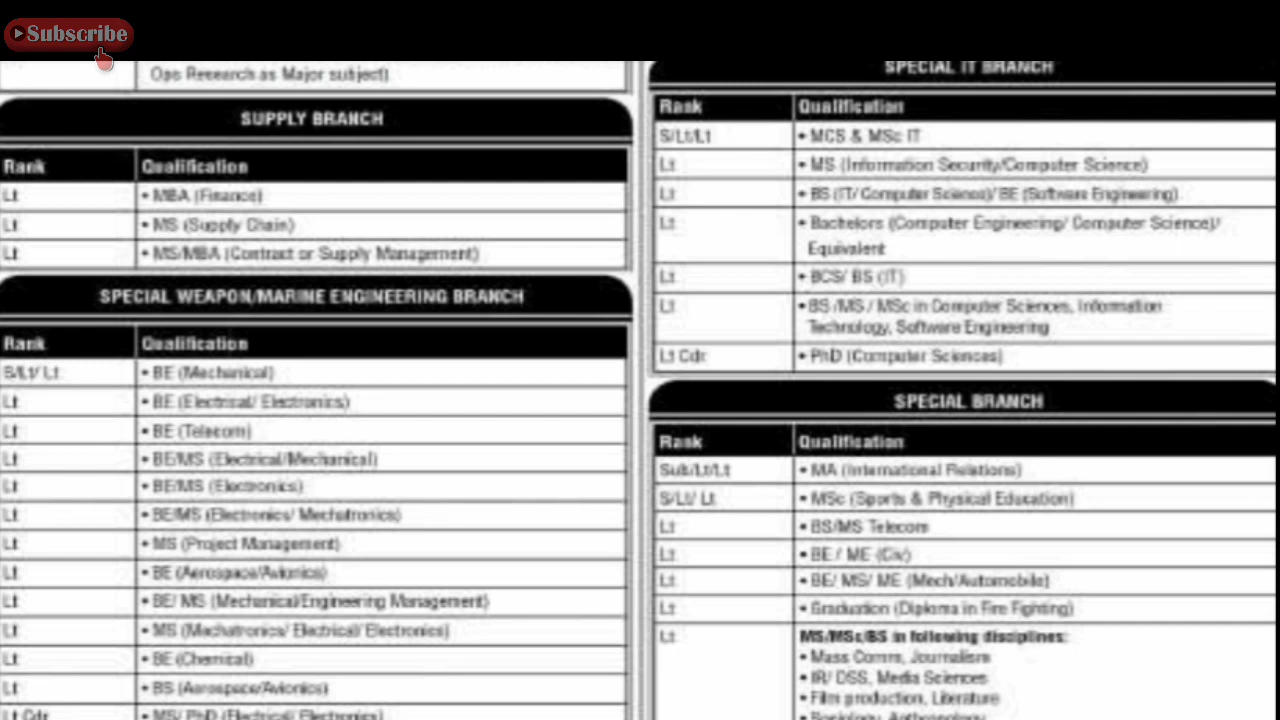 Subscribe
Ops Research as Major subject)
SUPPLY BRANCH
Rank Qualification
Lt • MBA (Finance)
Lt • MS (Supply Chain)
Lt • MS/MBA (Contract or Supply Management)
SPECIAL WEAPON/MARINE ENGINEERING BRANCH
Rank Qualification
S/Lt/ Lt • BE (Mechanical)
Lt • BE (Electrical/ Electronics)
Lt • BE (Telecom)
Lt • BE/MS (Electrical/Mechanical)
Lt • BE/MS (Electronics)
Lt • BE/MS (Electronics/ Mechatronics)
Lt • MS (Project Management)
Lt • BE (Aerospace/Avionics)
Lt • BE/ MS (Mechanical/Engineering Management)
Lt • MS (Mechatronics/ Electrical/ Electronics)
Lt • BE (Chemical)
Lt • BS (Aerospace/Avionics)
Lt Cdr • MS/ PhD (Electrical/ Electronics)
SPECIAL IT BRANCH
Rank Qualification
S/Lt/Lt • MCS & MSc IT
Lt • MS (Information Security/Computer Science)
Lt • BS (IT/ Computer Science)/ BE (Software Engineering)
Lt • Bachelors (Computer Engineering/ Computer Science)/
Equivalent
Lt • BCS/ BS (IT)
Lt • BS /MS / MSc in Computer Sciences, Information
Technology, Software Engineering
Lt Cdr • PhD (Computer Sciences)
SPECIAL BRANCH
Rank Qualification
Sub/Lt/Lt • MA (International Relations)
S/Lt/ Lt • MSc (Sports & Physical Education)
Lt • BS/MS Telecom
Lt • BE / ME (Civ)
Lt • BE/ MS/ ME (Mech/Automobile)
Lt • Graduation (Diploma in Fire Fighting)
Lt MS/MSc/BS in following disciplines:
• Mass Comm, Journalism
• IR/ DSS, Media Sciences
• Film production, Literature
• Sociology, Anthropology